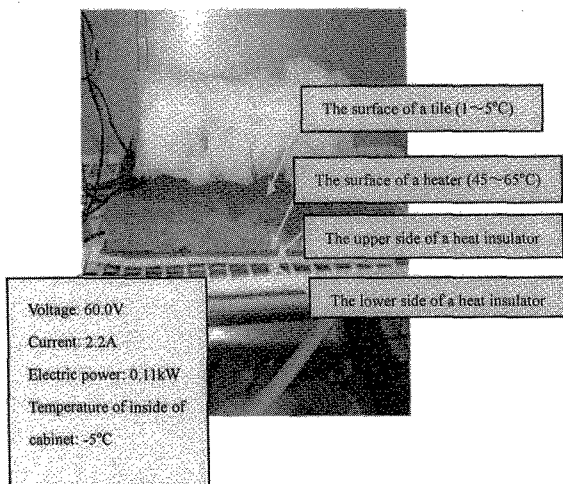 The surface of a tile (1～5°C)
The surface of a heater (45～65°C)
The upper side of a heat insulator
The lower side of a heat insulator
Voltage: 60.0V
Current: 2.2A
Electric power: 0.11kW
Temperature of inside of
cabinet: -5°C